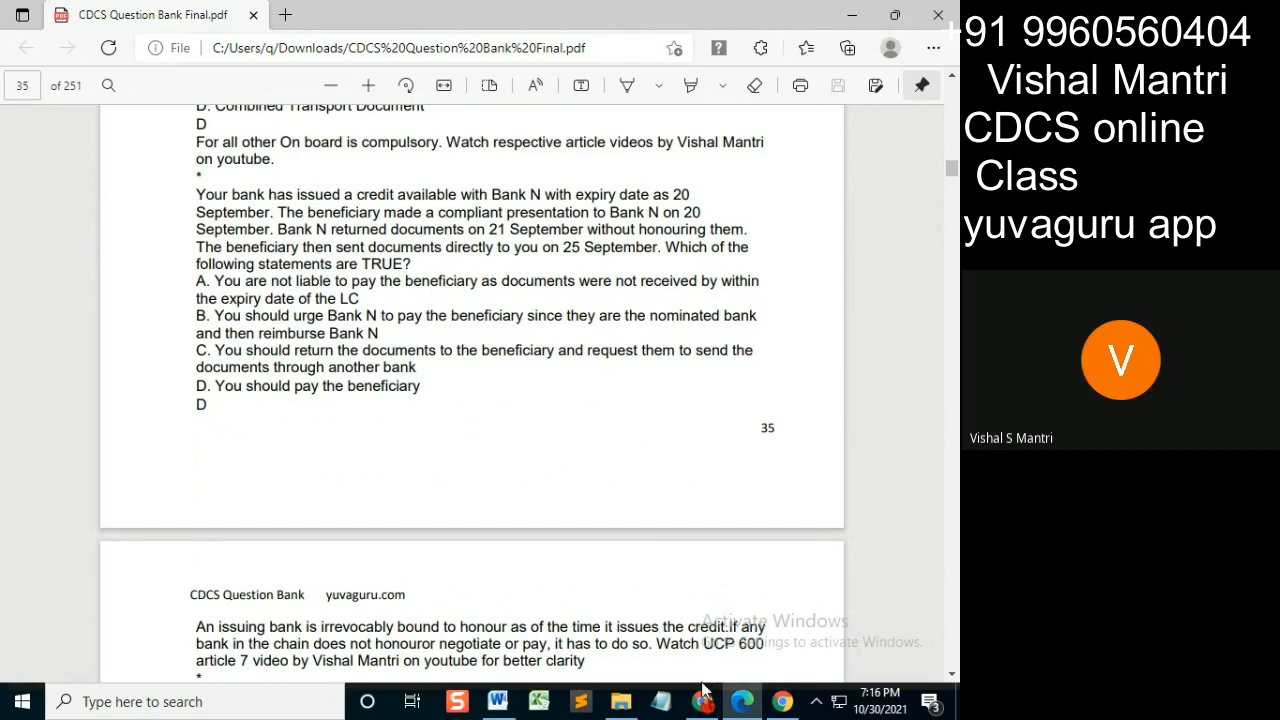 CDCS Question Bank Final.pdf
File
C:/Users/q/Downloads/CDCS%20Question%20Bank%20Final.pdf
35 of 251
D. Combined Transport Document
D
For all other On board is compulsory. Watch respective article videos by Vishal Mantri
on youtube.
*
Your bank has issued a credit available with Bank N with expiry date as 20
September. The beneficiary made a compliant presentation to Bank N on 20
September. Bank N returned documents on 21 September without honouring them.
The beneficiary then sent documents directly to you on 25 September. Which of the
following statements are TRUE?
A. You are not liable to pay the beneficiary as documents were not received by within
the expiry date of the LC
B. You should urge Bank N to pay the beneficiary since they are the nominated bank
and then reimburse Bank N
C. You should return the documents to the beneficiary and request them to send the
documents through another bank
D. You should pay the beneficiary
D
35
CDCS Question Bank yuvaguru.com
An issuing bank is irrevocably bound to honour as of the time it issues the credit.If any
bank in the chain does not honouror negotiate or pay, it has to do so. Watch UCP 600
article 7 video by Vishal Mantri on youtube for better clarity
*
Activate Windows
Go to Settings to activate Windows.
Type here to search
7:16 PM
10/30/2021
3
+91 9960560404
Vishal Mantri
CDCS online
Class
yuvaguru app
V
Vishal S Mantri